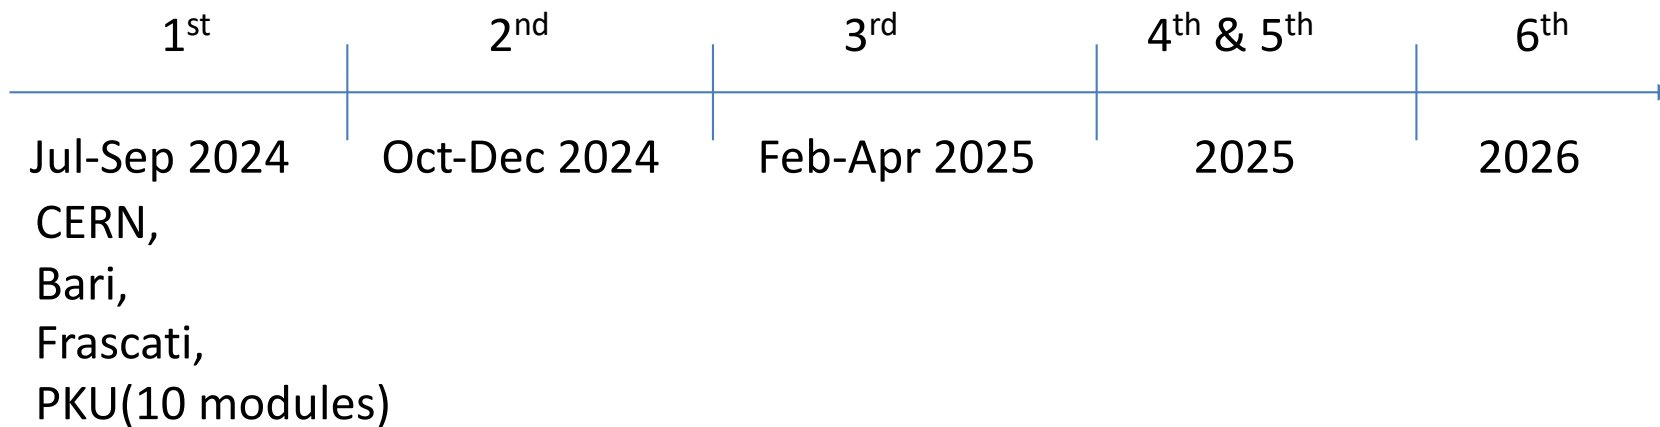 1st 2nd 3rd 4th & 5th 6th
Jul-Sep 2024 Oct-Dec 2024 Feb-Apr 2025 2025 2026
CERN,
Bari,
Frascati,
PKU(10 modules)